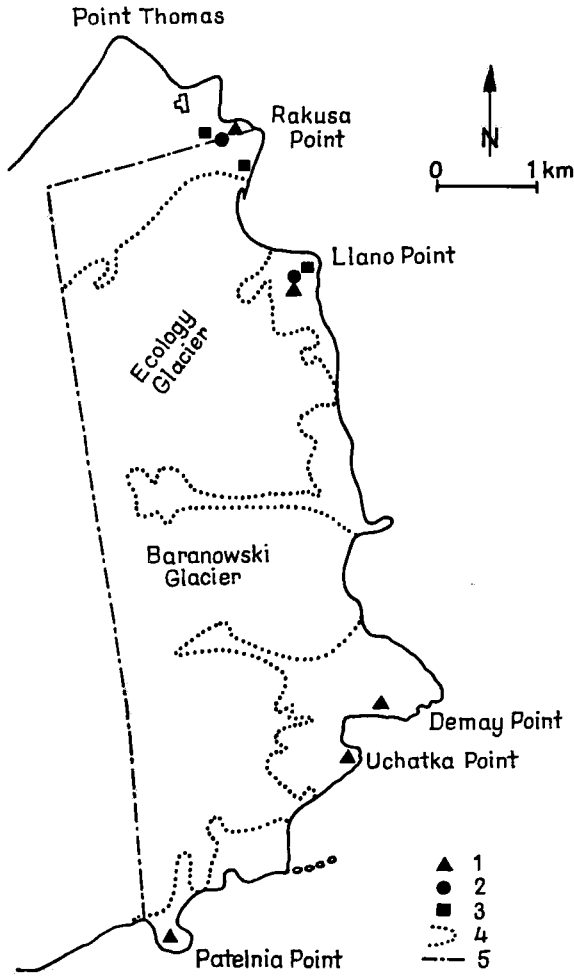 Point Thomas
Rakusa
Point
N
0 1 km
Llano Point
Ecology
Glacier
Baranowski
Glacier
Demay Point
Uchatka Point
1
2
3
4
5
Patelnia Point